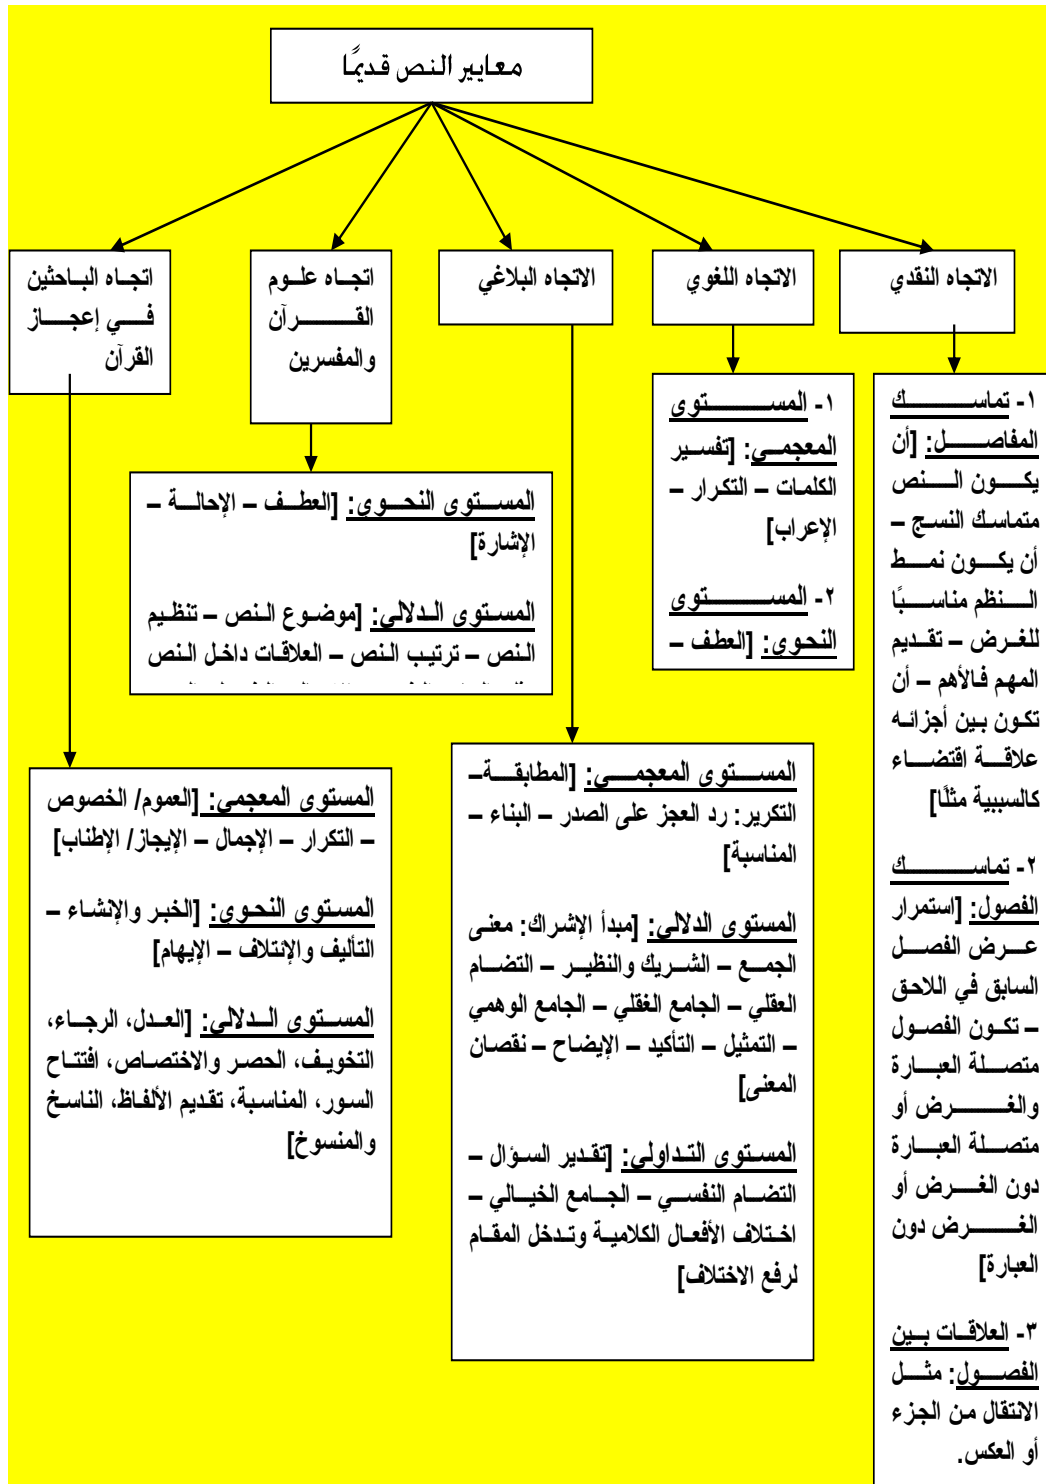 معايير النص قديمًا
الاتجاه النقدي
الاتجاه اللغوي
الاتجاه البلاغي
اتجاه علوم
القرآن
والمفسرين
اتجاه الباحثين
في إعجاز
القرآن
١- تماسك
المفاصل: [أن
يكون النص
متماسك النسج –
أن يكون نمط
النظم مناسبًا
للغرض – تقديم
المهم فالأهم – أن
تكون بين أجزائه
علاقة اقتضاء
كالسببية مثلًا]
٢- تماسك
الفصول: [استمرار
عرض الفصل
السابق في اللاحق
– تكون الفصول
متصلة العبارة
والغرض أو
متصلة العبارة
دون الغرض أو
الغرض دون
العبارة]
٣- العلاقات بين
الفصول: مثل
الانتقال من الجزء
أو العكس.
١- المستوى
المعجمي: [تفسير
الكلمات – التكرار –
الإعراب]
٢- المستوى
النحوي: [العطف –
المستوى المعجمي: [المطابقة–
التكرير: رد العجز على الصدر – البناء –
المناسبة]
المستوى الدلالي: [مبدأ الإشراك: معنى
الجمع – الشريك والنظير – التضام
العقلي – الجامع الغقلي – الجامع الوهمي
– التمثيل – التأكيد – الإيضاح – نقصان
المعنى]
المستوى التداولي: [تقدير السؤال –
التضام النفسي – الجامع الخيالي –
اختلاف الأفعال الكلامية وتدخل المقام
لرفع الاختلاف]
المستوى النحوي: [العطف – الإحالة –
الإشارة]
المستوى الدلالي: [موضوع النص – تنظيم
النص – ترتيب النص – العلاقات داخل النص
المستوى المعجمي: [العموم/ الخصوص
– التكرار – الإجمال – الإيجاز/ الإطناب]
المستوى النحوي: [الخبر والإنشاء –
التأليف والإئتلاف – الإيهام]
المستوى الدلالي: [العدل، الرجاء،
التخويف، الحصر والاختصاص، افتتاح
السور، المناسبة، تقديم الألفاظ، الناسخ
والمنسوخ]